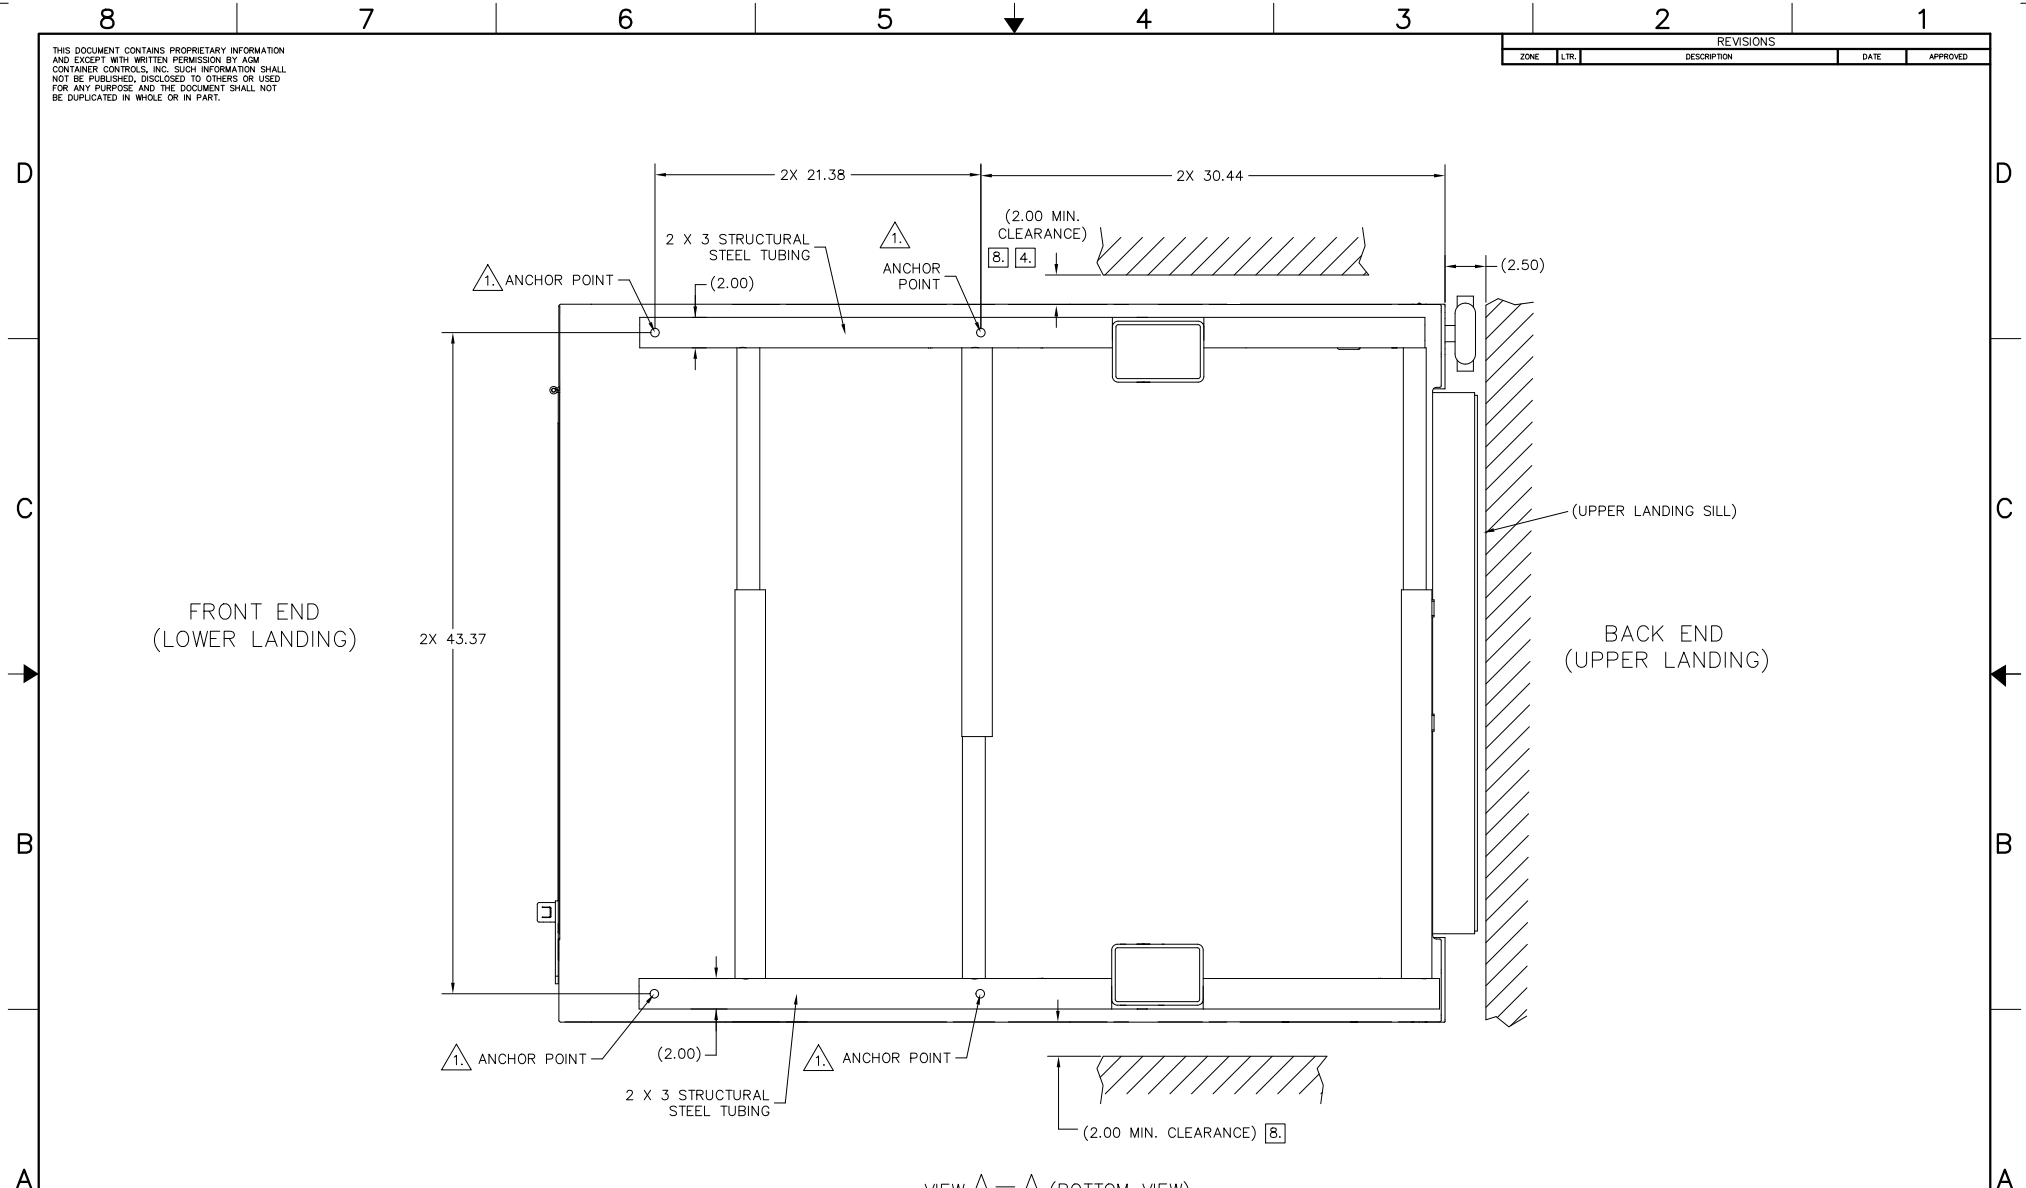 8 7 6 5 4 3 2 1
THIS DOCUMENT CONTAINS PROPRIETARY INFORMATION
AND EXCEPT WITH WRITTEN PERMISSION BY AGM
CONTAINER CONTROLS, INC. SUCH INFORMATION SHALL
NOT BE PUBLISHED, DISCLOSED TO OTHERS OR USED
FOR ANY PURPOSE AND THE DOCUMENT SHALL NOT
BE DUPLICATED IN WHOLE OR IN PART.
REVISIONS
ZONE LTR. DESCRIPTION DATE APPROVED
D D
2X 21.38
2X 30.44
(2.00 MIN.
CLEARANCE)
8. 4.
1.
2 X 3 STRUCTURAL
STEEL TUBING
ANCHOR
POINT
(2.50)
1. ANCHOR POINT
(2.00)
C C
(UPPER LANDING SILL)
FRONT END
(LOWER LANDING)
2X 43.37
BACK END
(UPPER LANDING)
B B
1. ANCHOR POINT
(2.00)
1. ANCHOR POINT
2 X 3 STRUCTURAL
STEEL TUBING
(2.00 MIN. CLEARANCE) 8.
A A
VIEW A — A (BOTTOM VIEW)